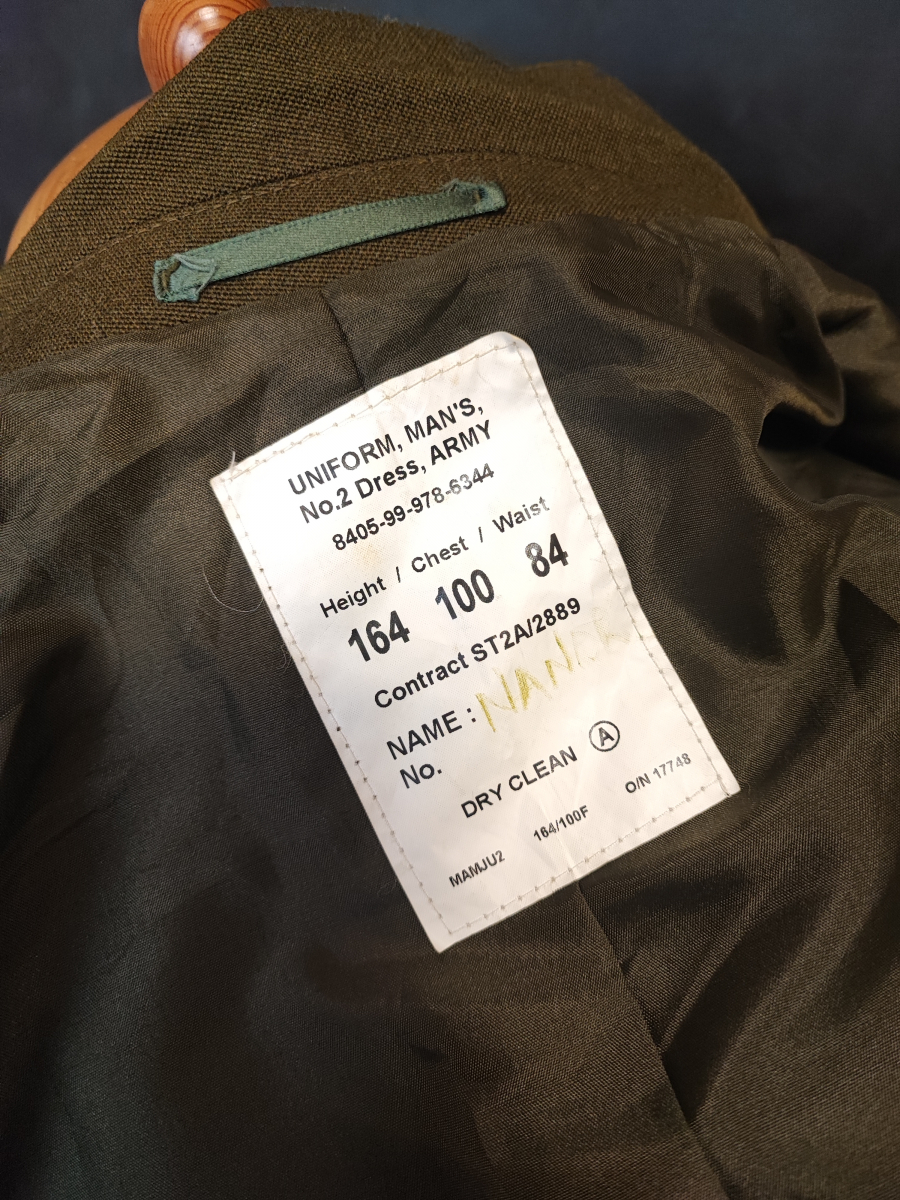 UNIFORM, MAN'S,
No.2 Dress, ARMY
8405-99-978-6344
Height / Chest / Waist
164 100 84
Contract ST2A/2889
NAME :
No.
DRY CLEAN Ⓐ
MAMJU2 164/100F O/N 17748